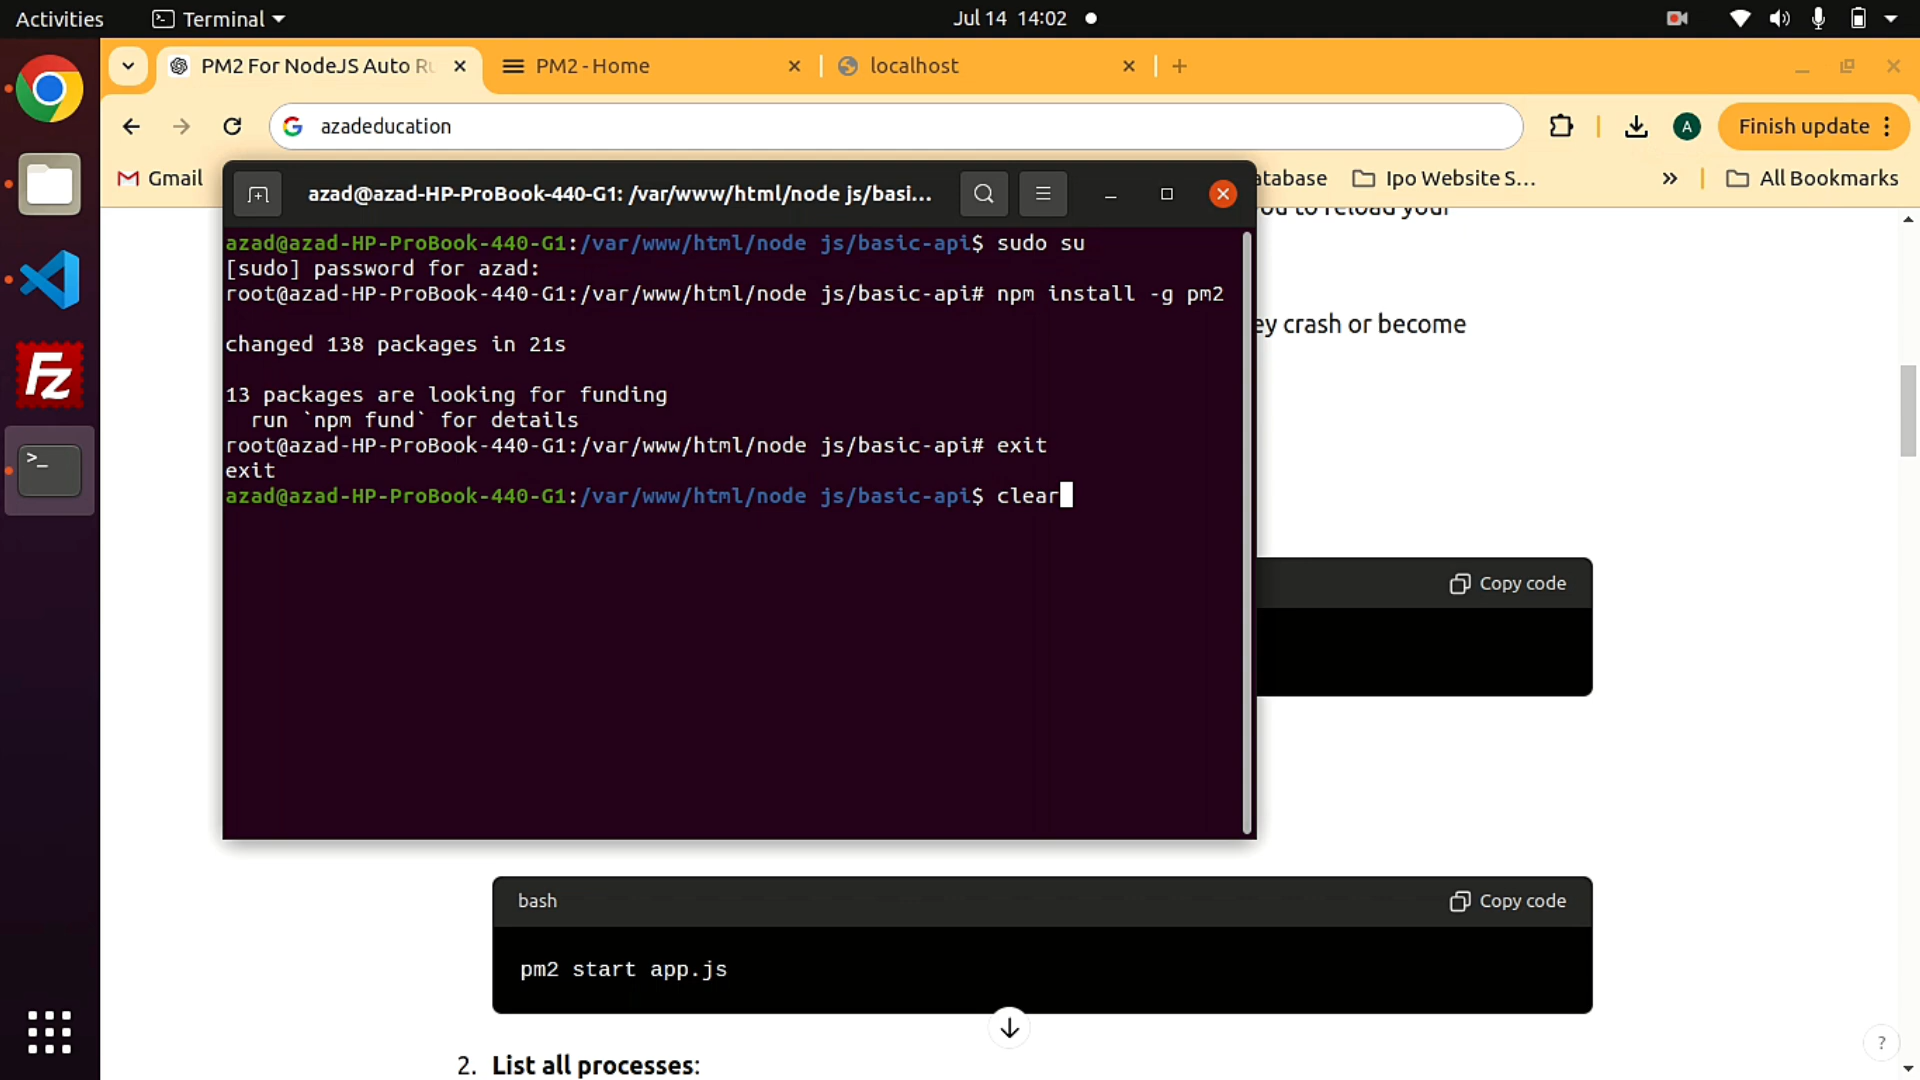 Activities
Terminal
Jul 14 14:02
PM2 For NodeJS Auto Ru
PM2 - Home
localhost
azadeducation
A
Finish update
Gmail
atabase
Ipo Website S...
All Bookmarks
azad@azad-HP-ProBook-440-G1: /var/www/html/node js/basi...
azad@azad-HP-ProBook-440-G1:/var/www/html/node js/basic-api$ sudo su
[sudo] password for azad:
root@azad-HP-ProBook-440-G1:/var/www/html/node js/basic-api# npm install -g pm2
changed 138 packages in 21s
13 packages are looking for funding
run `npm fund` for details
root@azad-HP-ProBook-440-G1:/var/www/html/node js/basic-api# exit
exit
azad@azad-HP-ProBook-440-G1:/var/www/html/node js/basic-api$ clear
you to reload your
ey crash or become
Copy code
bash
Copy code
pm2 start app.js
2. List all processes:
?